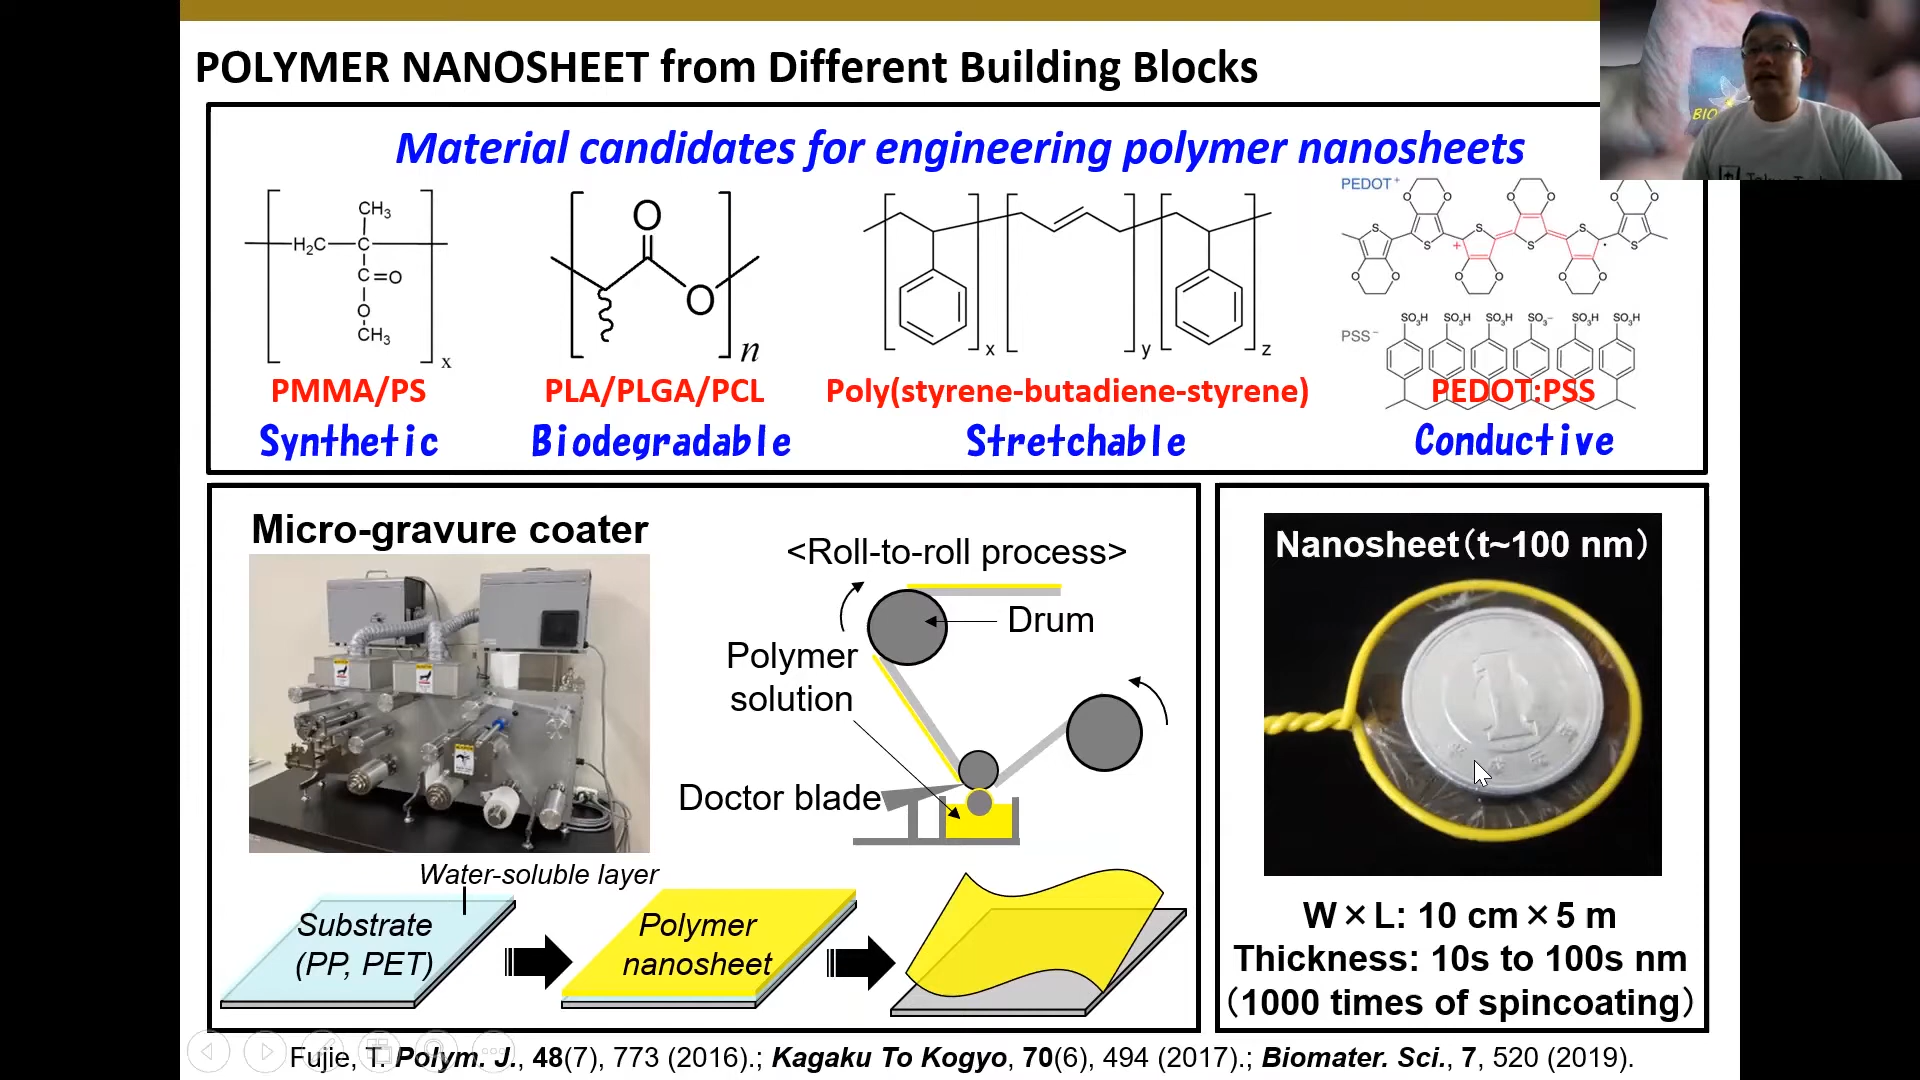 POLYMER NANOSHEET from Different Building Blocks
BIO
Material candidates for engineering polymer nanosheets
CH3
H2C C
C=O
O
CH3
x
O
O
n
x y z
PEDOT+
O O O O O O
S S S
S S S
+
O O O O O O
PSS−
SO3H SO3H SO3H SO3− SO3H SO3H
PMMA/PS
Synthetic
PLA/PLGA/PCL
Biodegradable
Poly(styrene-butadiene-styrene)
Stretchable
PEDOT:PSS
Conductive
Micro-gravure coater
<Roll-to-roll process>
Drum
Polymer
solution
Doctor blade
Water-soluble layer
Substrate
(PP, PET)
Polymer
nanosheet
Nanosheet(t~100 nm)
1
W×L: 10 cm×5 m
Thickness: 10s to 100s nm
(1000 times of spincoating)
Fujie, T. Polym. J., 48(7), 773 (2016).; Kagaku To Kogyo, 70(6), 494 (2017).; Biomater. Sci., 7, 520 (2019).